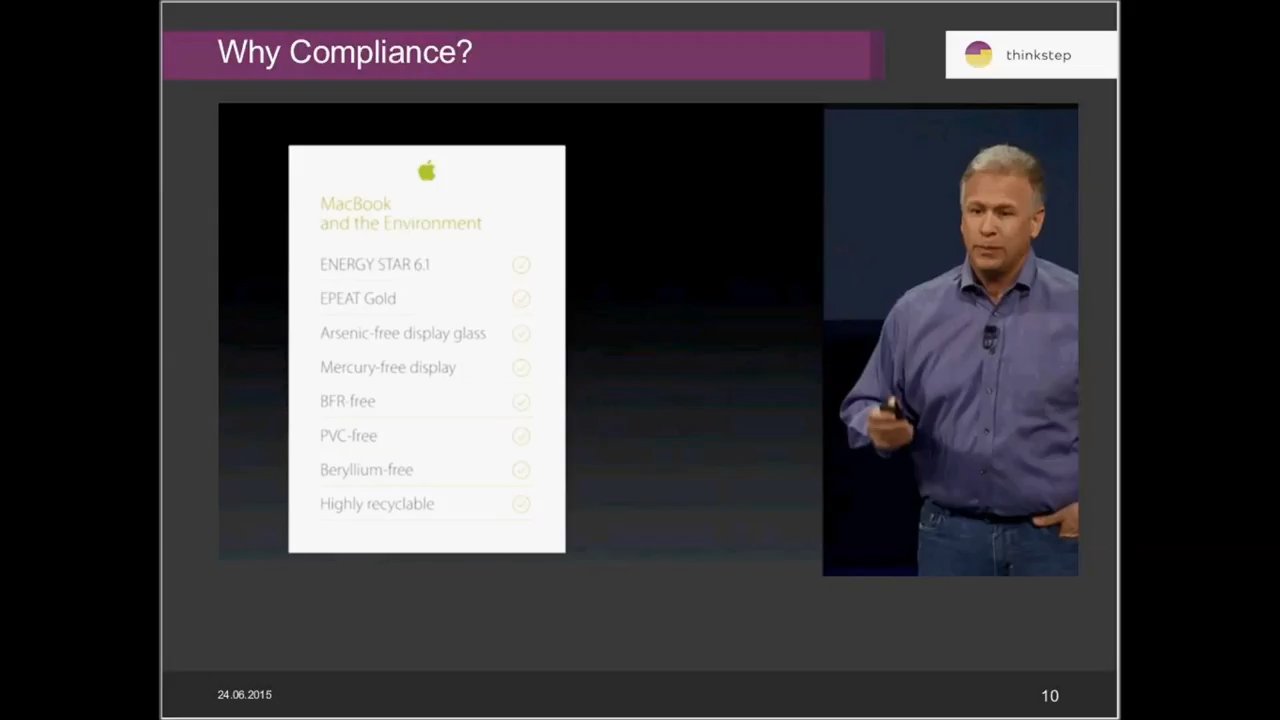 Why Compliance?
thinkstep
MacBook
and the Environment
ENERGY STAR 6.1
EPEAT Gold
Arsenic-free display glass
Mercury-free display
BFR-free
PVC-free
Beryllium-free
Highly recyclable
24.06.2015
10